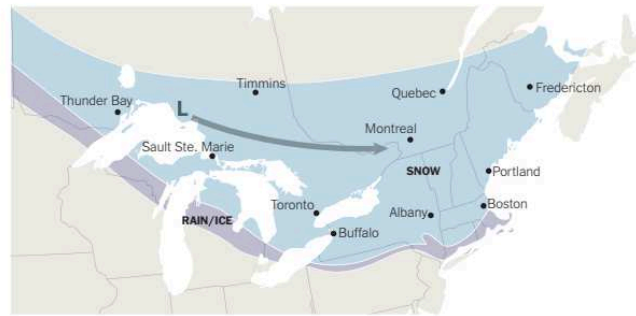 Timmins
Quebec
Fredericton
Thunder Bay
L
Montreal
Sault Ste. Marie
SNOW
Portland
Toronto
Albany
Boston
RAIN/ICE
Buffalo